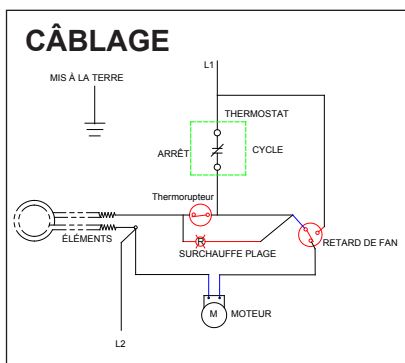 CÂBLAGE
MIS À LA TERRE
L1
THERMOSTAT
ARRÊT
CYCLE
Thermorupteur
ÉLÉMENTS
R
SURCHAUFFE PLAGE
RETARD DE FAN
M
MOTEUR
L2